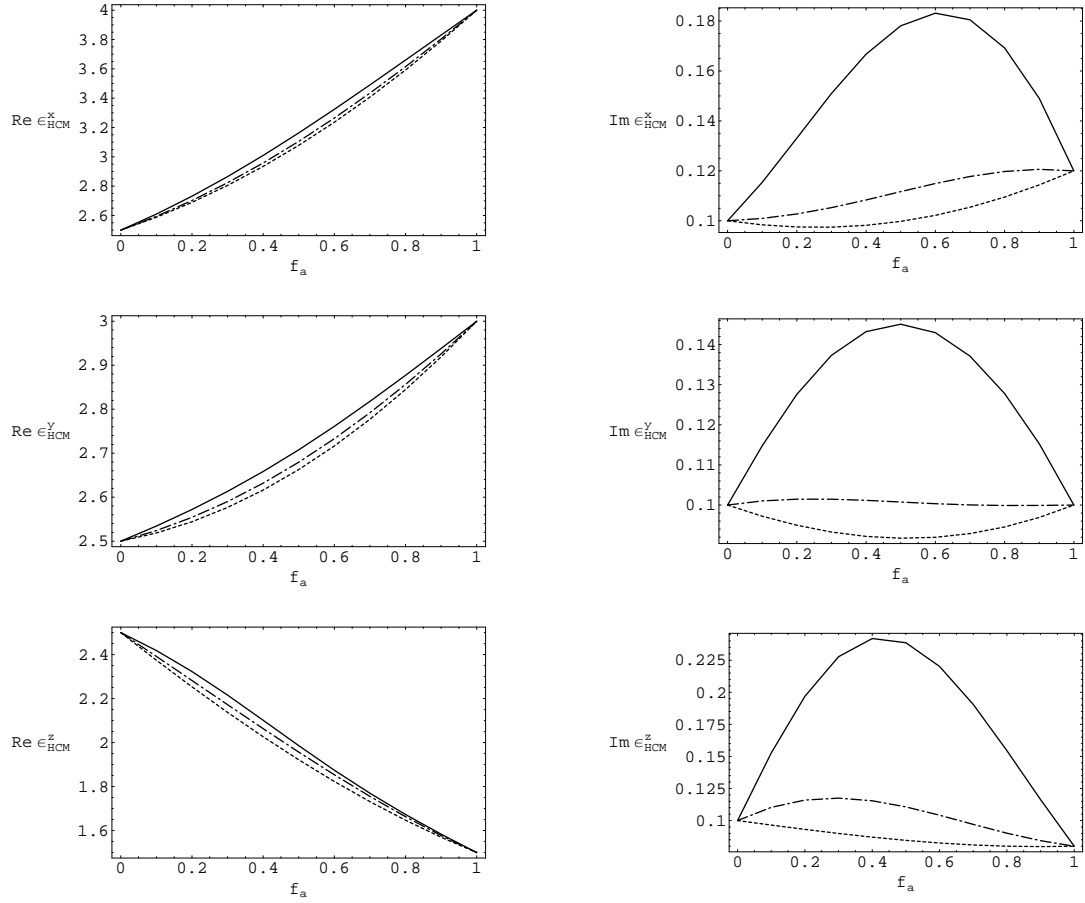 4
3.8
3.6
3.4
Re ϵ^x_HCM
3.2
3
2.8
2.6
0 0.2 0.4 0.6 0.8 1
f_a
0.18
0.16
Im ϵ^x_HCM
0.14
0.12
0.1
0 0.2 0.4 0.6 0.8 1
f_a
3
2.9
2.8
Re ϵ^y_HCM
2.7
2.6
2.5
0 0.2 0.4 0.6 0.8 1
f_a
0.14
0.13
Im ϵ^y_HCM
0.12
0.11
0.1
0 0.2 0.4 0.6 0.8 1
f_a
2.4
2.2
Re ϵ^z_HCM
2
1.8
1.6
0 0.2 0.4 0.6 0.8 1
f_a
0.225
0.2
0.175
Im ϵ^z_HCM
0.15
0.125
0.1
0 0.2 0.4 0.6 0.8 1
f_a